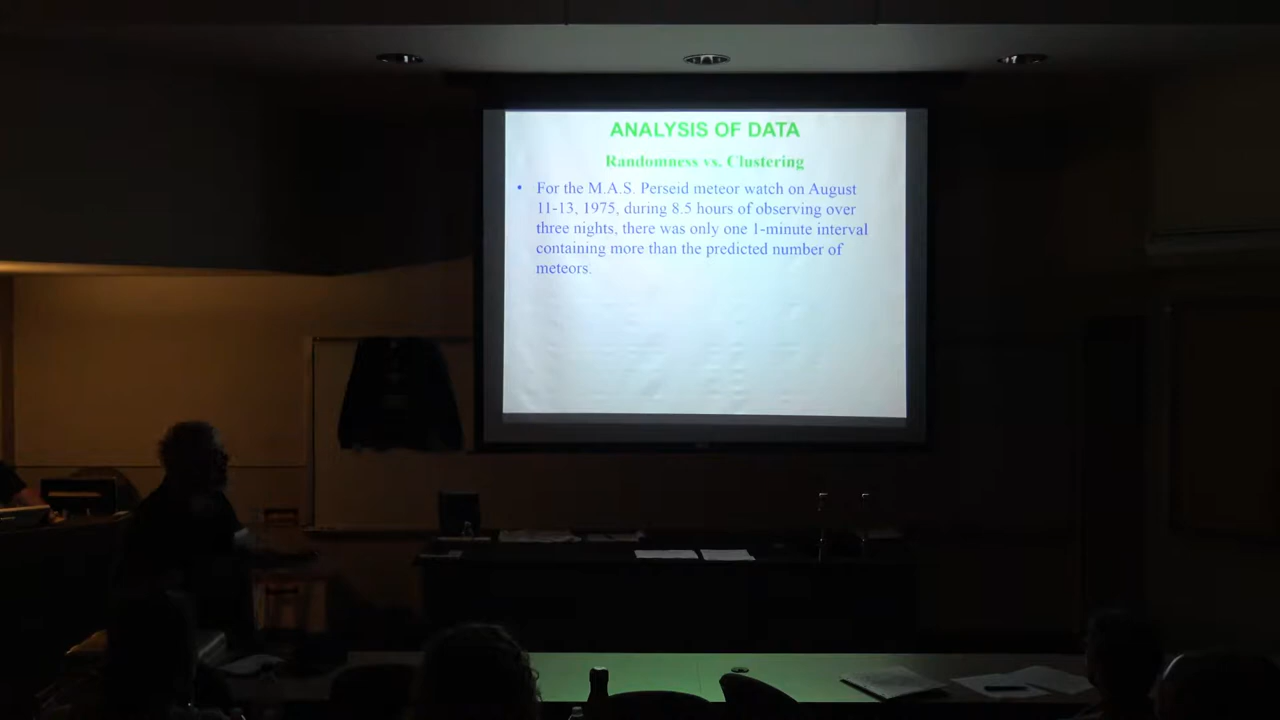 ANALYSIS OF DATA
Randomness vs. Clustering
• For the M.A.S. Perseid meteor watch on August
11-13, 1975, during 8.5 hours of observing over
three nights, there was only one 1-minute interval
containing more than the predicted number of
meteors.